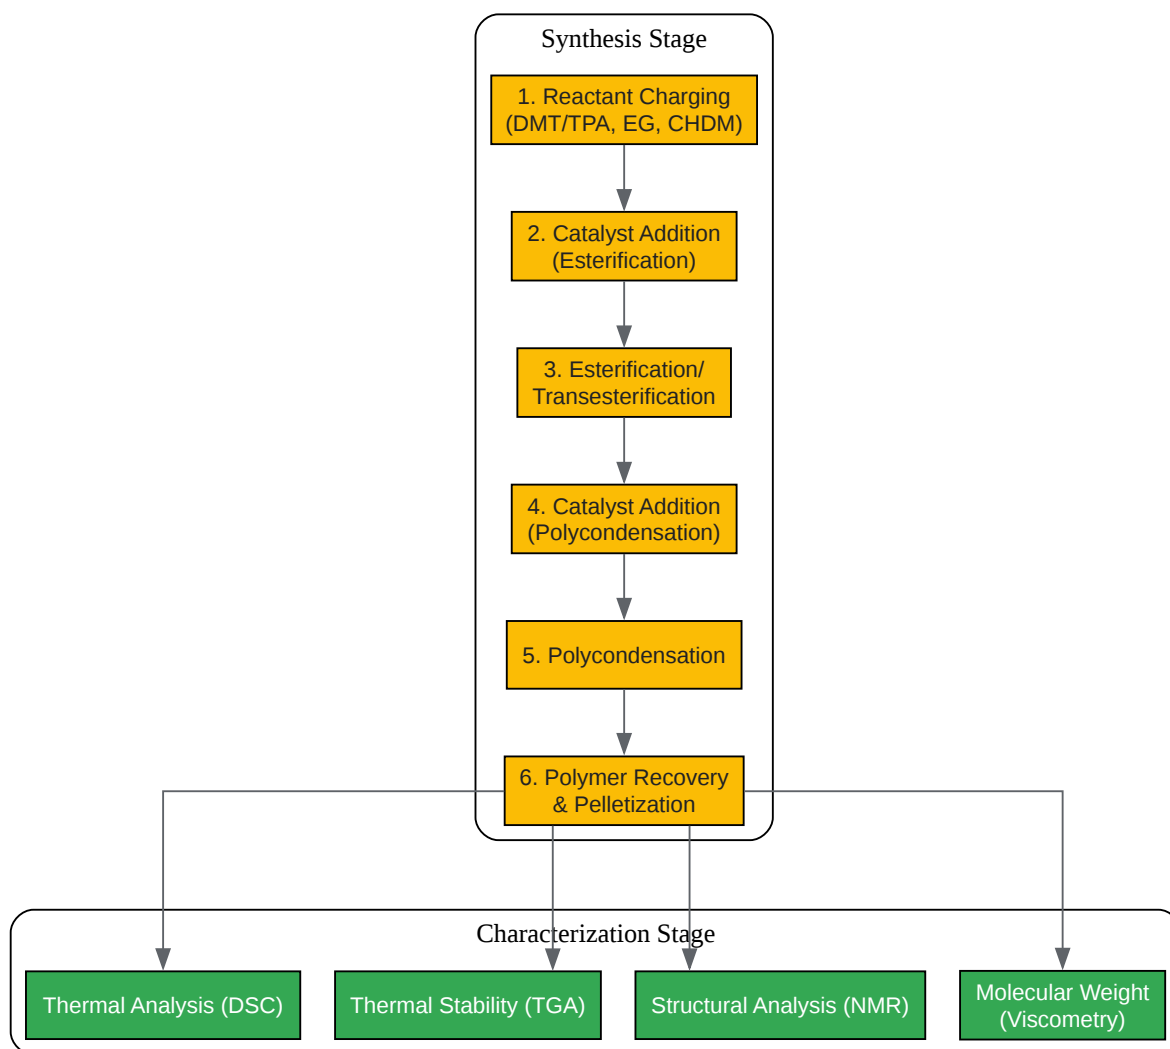 Synthesis Stage
1. Reactant Charging
(DMT/TPA, EG, CHDM)
2. Catalyst Addition
(Esterification)
3. Esterification/
Transesterification
4. Catalyst Addition
(Polycondensation)
5. Polycondensation
6. Polymer Recovery
& Pelletization
Characterization Stage
Thermal Analysis (DSC)
Thermal Stability (TGA)
Structural Analysis (NMR)
Molecular Weight
(Viscometry)